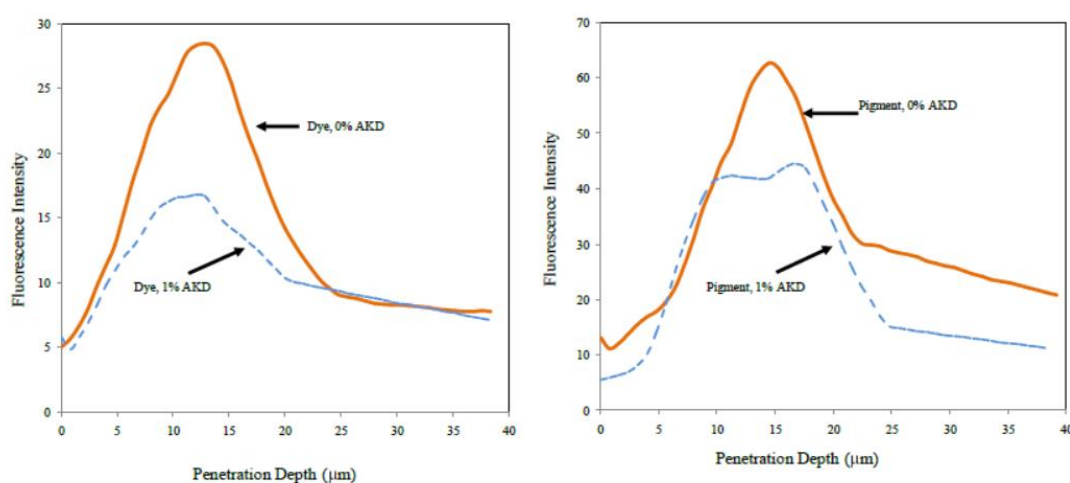 30
25
20
15
10
5
0
0 5 10 15 20 25 30 35 40
Fluorescence Intensity
Penetration Depth (µm)
Dye, 0% AKD
Dye, 1% AKD
70
60
50
40
30
20
10
0
0 5 10 15 20 25 30 35 40
Fluorescence Intensity
Penetration Depth (µm)
Pigment, 0% AKD
Pigment, 1% AKD